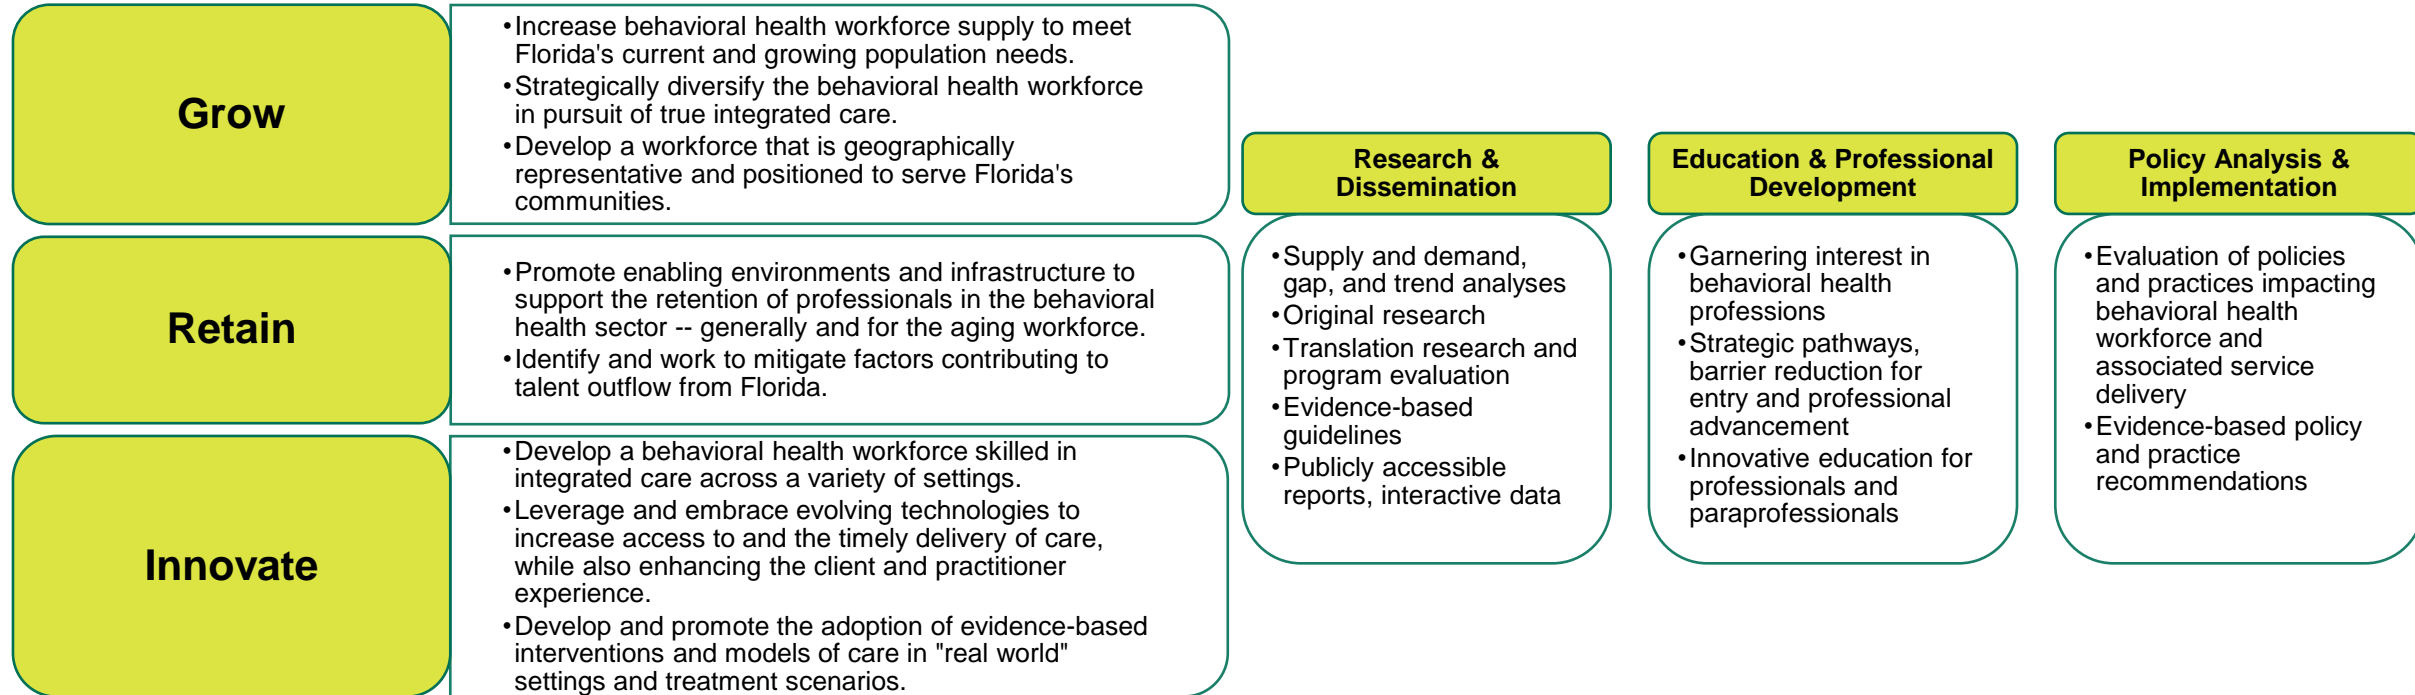 Grow
•Increase behavioral health workforce supply to meet
Florida's current and growing population needs.
•Strategically diversify the behavioral health workforce
in pursuit of true integrated care.
•Develop a workforce that is geographically
representative and positioned to serve Florida's
communities.
Retain
•Promote enabling environments and infrastructure to
support the retention of professionals in the behavioral
health sector -- generally and for the aging workforce.
•Identify and work to mitigate factors contributing to
talent outflow from Florida.
Innovate
•Develop a behavioral health workforce skilled in
integrated care across a variety of settings.
•Leverage and embrace evolving technologies to
increase access to and the timely delivery of care,
while also enhancing the client and practitioner
experience.
•Develop and promote the adoption of evidence-based
interventions and models of care in "real world"
settings and treatment scenarios.
Research &
Dissemination
•Supply and demand,
gap, and trend analyses
•Original research
•Translation research and
program evaluation
•Evidence-based
guidelines
•Publicly accessible
reports, interactive data
Education & Professional
Development
•Garnering interest in
behavioral health
professions
•Strategic pathways,
barrier reduction for
entry and professional
advancement
•Innovative education for
professionals and
paraprofessionals
Policy Analysis &
Implementation
•Evaluation of policies
and practices impacting
behavioral health
workforce and
associated service
delivery
•Evidence-based policy
and practice
recommendations